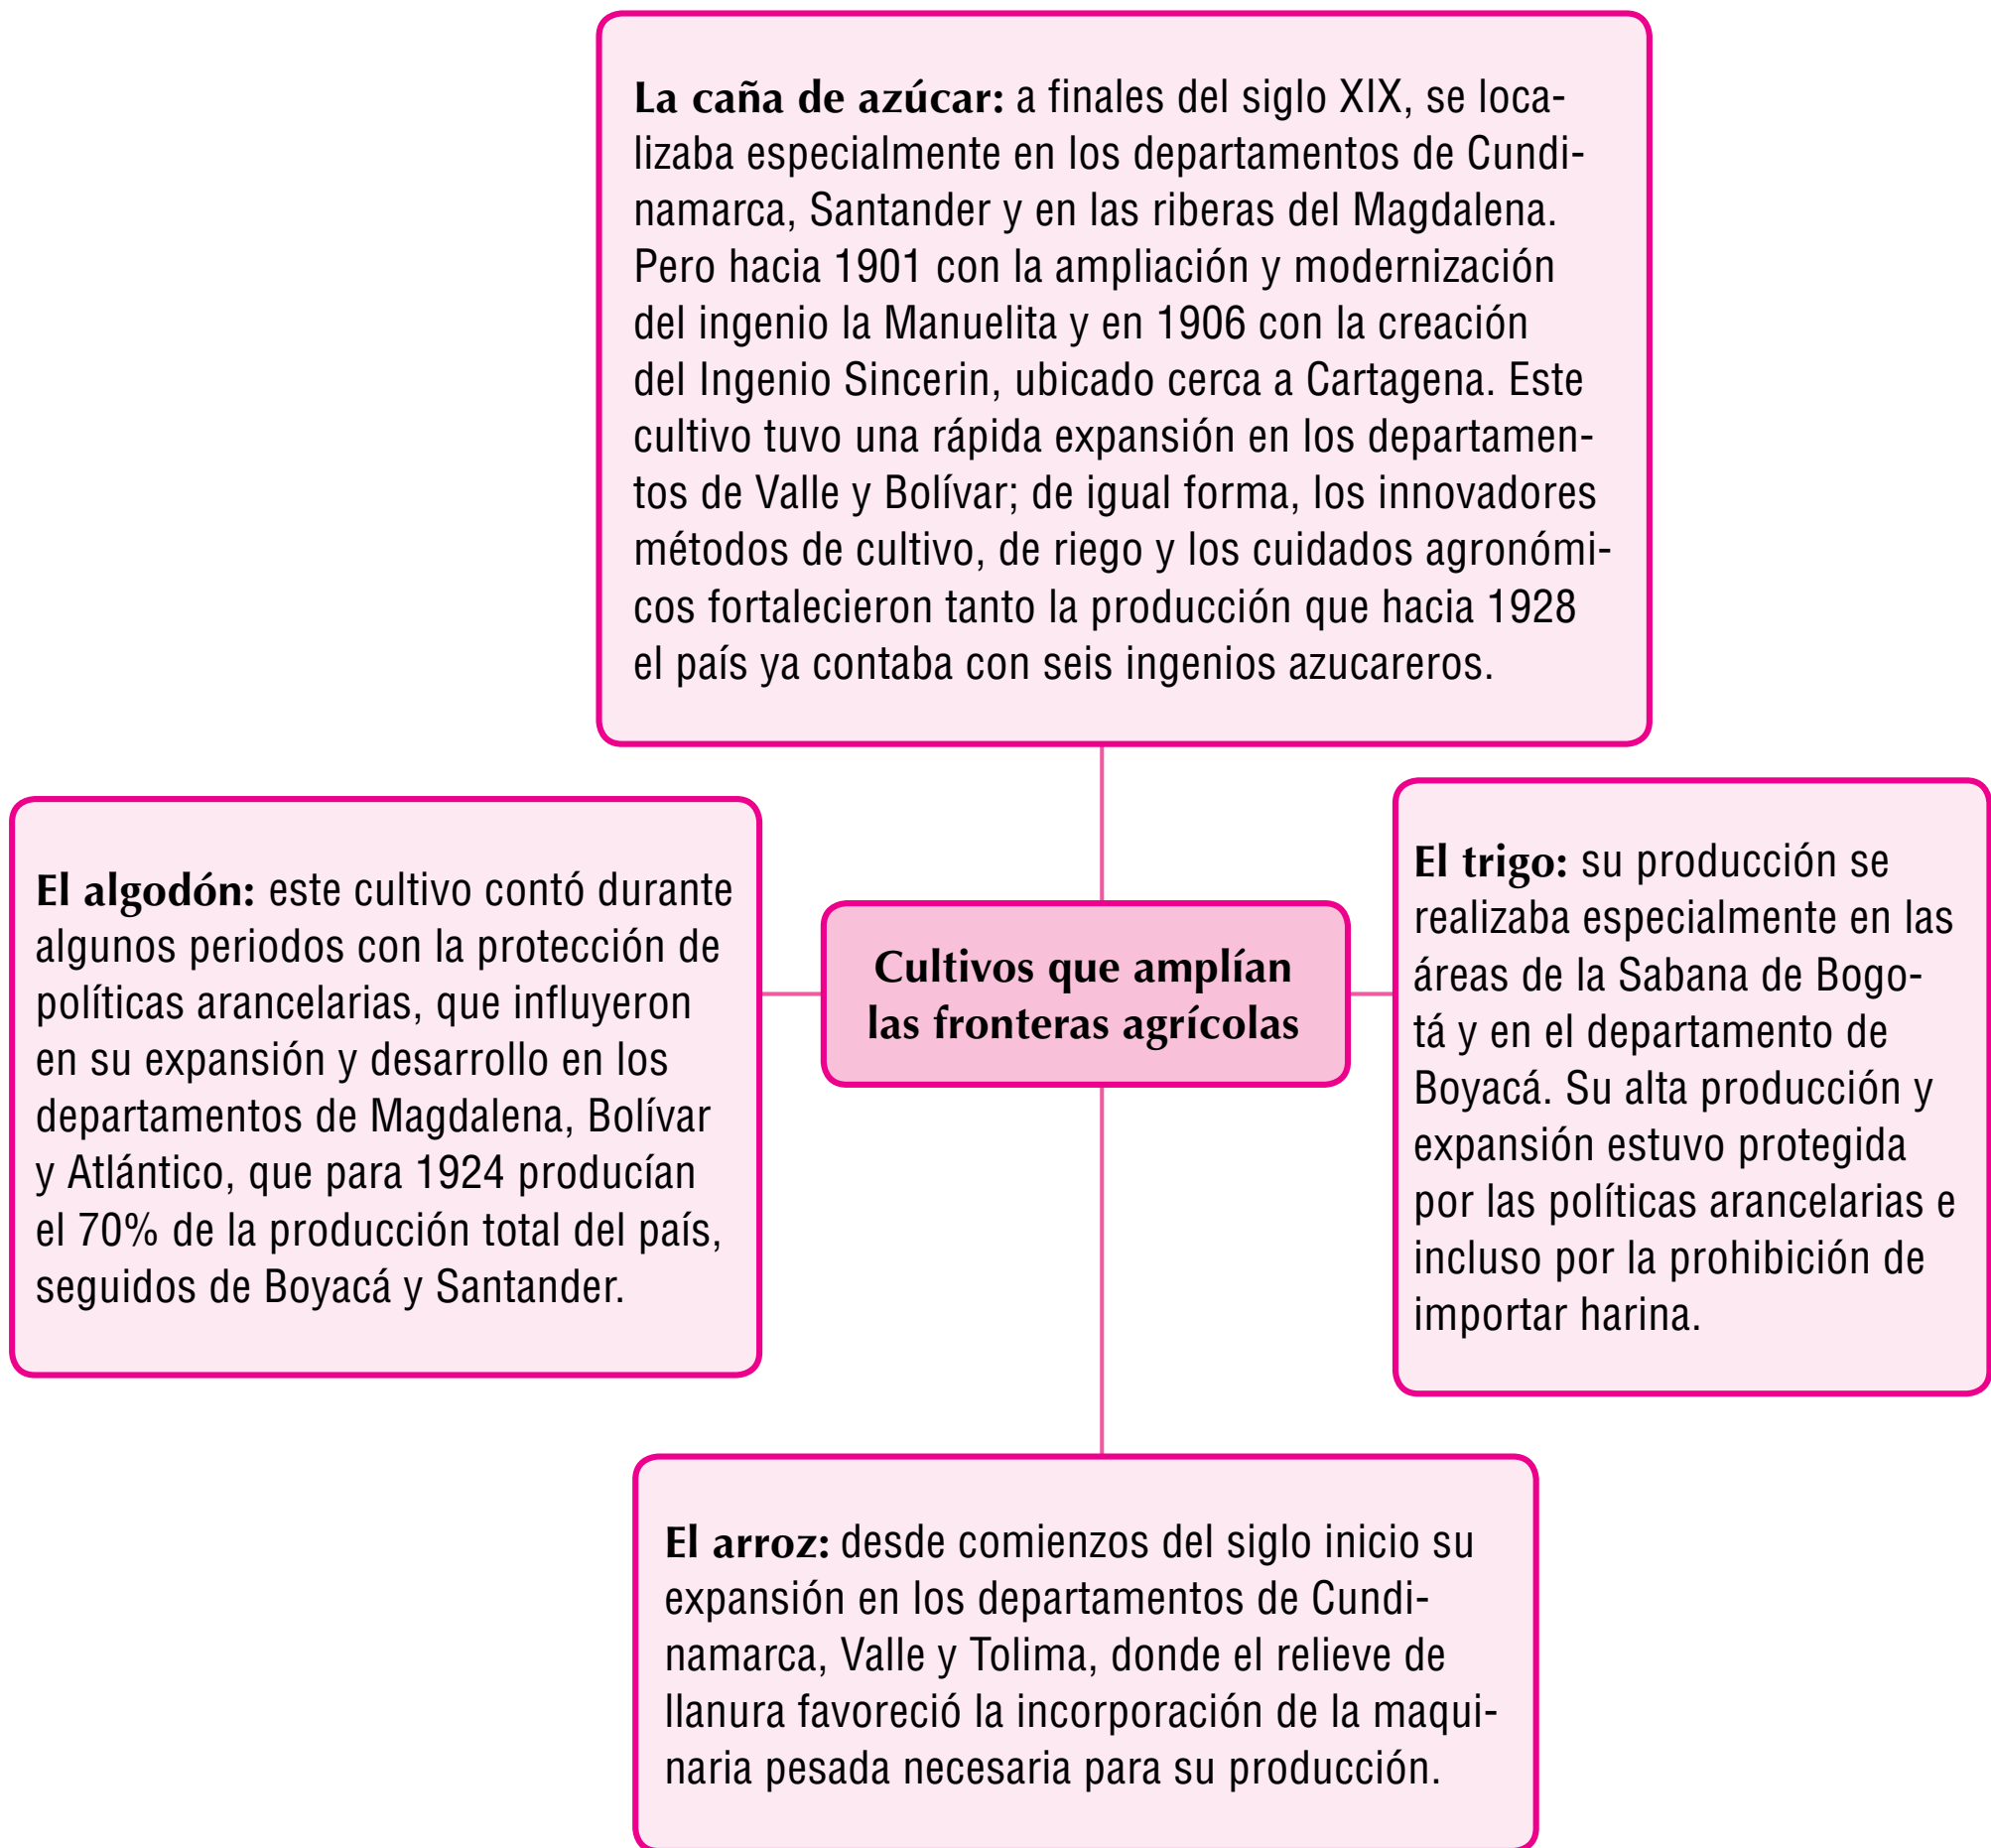 La caña de azúcar: a finales del siglo XIX, se loca-
lizaba especialmente en los departamentos de Cundi-
namarca, Santander y en las riberas del Magdalena.
Pero hacia 1901 con la ampliación y modernización
del ingenio la Manuelita y en 1906 con la creación
del Ingenio Sincerin, ubicado cerca a Cartagena. Este
cultivo tuvo una rápida expansión en los departamen-
tos de Valle y Bolívar; de igual forma, los innovadores
métodos de cultivo, de riego y los cuidados agronómi-
cos fortalecieron tanto la producción que hacia 1928
el país ya contaba con seis ingenios azucareros.
El algodón: este cultivo contó durante
algunos periodos con la protección de
políticas arancelarias, que influyeron
en su expansión y desarrollo en los
departamentos de Magdalena, Bolívar
y Atlántico, que para 1924 producían
el 70% de la producción total del país,
seguidos de Boyacá y Santander.
Cultivos que amplían
las fronteras agrícolas
El trigo: su producción se
realizaba especialmente en las
áreas de la Sabana de Bogo-
tá y en el departamento de
Boyacá. Su alta producción y
expansión estuvo protegida
por las políticas arancelarias e
incluso por la prohibición de
importar harina.
El arroz: desde comienzos del siglo inicio su
expansión en los departamentos de Cundi-
namarca, Valle y Tolima, donde el relieve de
llanura favoreció la incorporación de la maqui-
naria pesada necesaria para su producción.